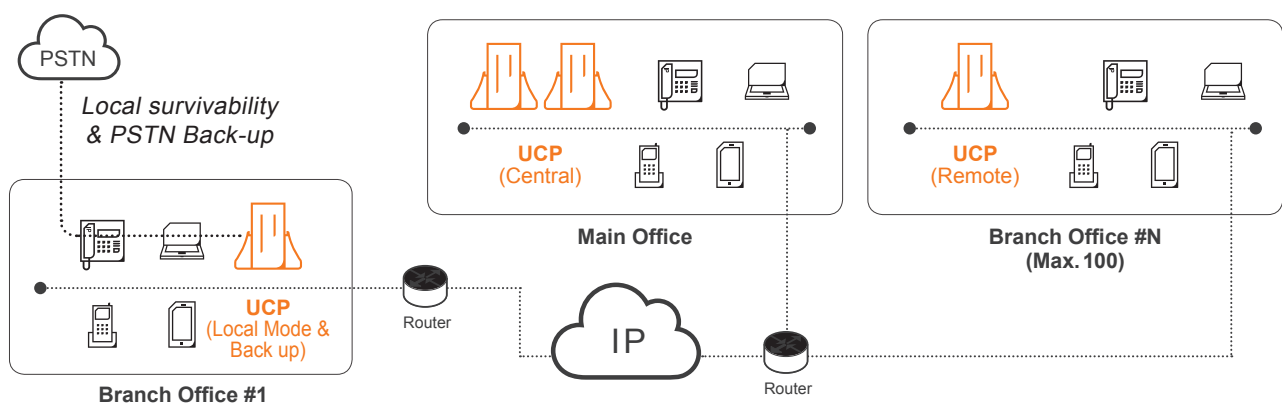 PSTN
Local survivability
& PSTN Back-up
UCP
(Local Mode &
Back up)
Branch Office #1
Router
IP
UCP
(Central)
Main Office
Router
UCP
(Remote)
Branch Office #N
(Max. 100)